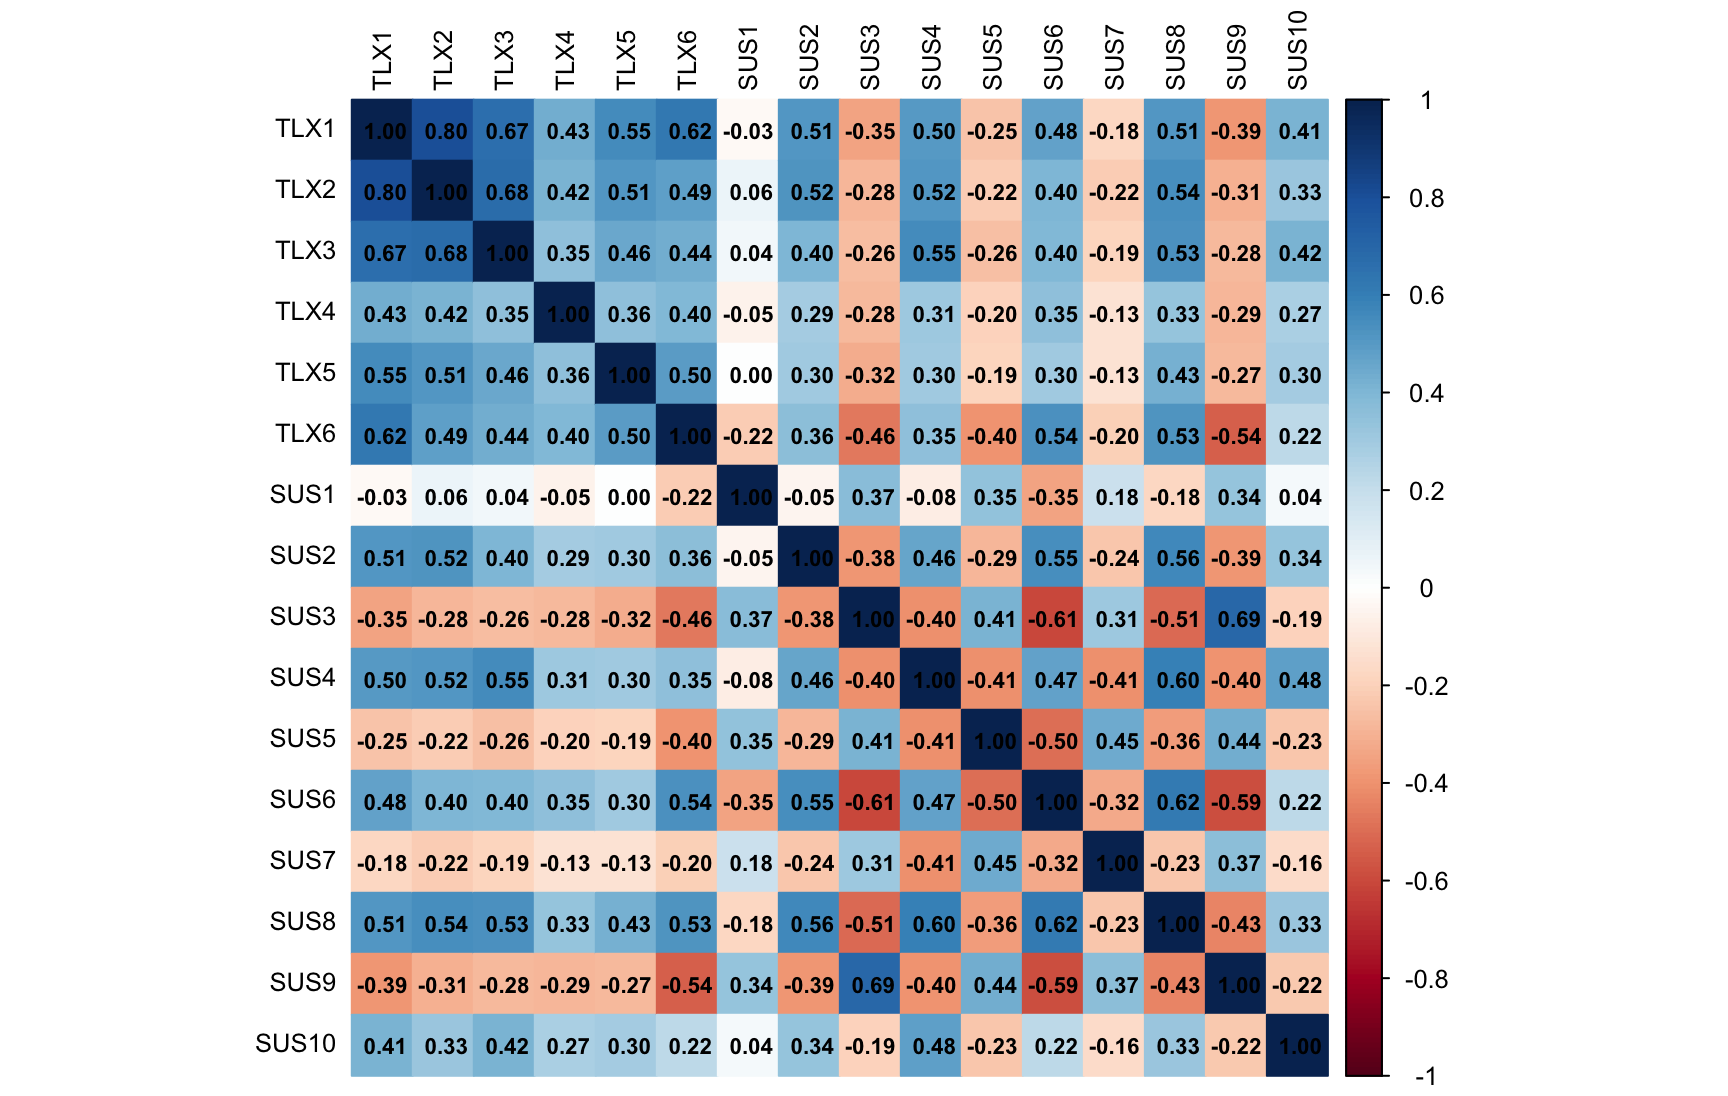 TLX1 TLX2 TLX3 TLX4 TLX5 TLX6 SUS1 SUS2 SUS3 SUS4 SUS5 SUS6 SUS7 SUS8 SUS9 SUS10
TLX1 1.00 0.80 0.67 0.43 0.55 0.62 -0.03 0.51 -0.35 0.50 -0.25 0.48 -0.18 0.51 -0.39 0.41
TLX2 0.80 1.00 0.68 0.42 0.51 0.49 0.06 0.52 -0.28 0.52 -0.22 0.40 -0.22 0.54 -0.31 0.33
TLX3 0.67 0.68 1.00 0.35 0.46 0.44 0.04 0.40 -0.26 0.55 -0.26 0.40 -0.19 0.53 -0.28 0.42
TLX4 0.43 0.42 0.35 1.00 0.36 0.40 -0.05 0.29 -0.28 0.31 -0.20 0.35 -0.13 0.33 -0.29 0.27
TLX5 0.55 0.51 0.46 0.36 1.00 0.50 0.00 0.30 -0.32 0.30 -0.19 0.30 -0.13 0.43 -0.27 0.30
TLX6 0.62 0.49 0.44 0.40 0.50 1.00 -0.22 0.36 -0.46 0.35 -0.40 0.54 -0.20 0.53 -0.54 0.22
SUS1 -0.03 0.06 0.04 -0.05 0.00 -0.22 1.00 -0.05 0.37 -0.08 0.35 -0.35 0.18 -0.18 0.34 0.04
SUS2 0.51 0.52 0.40 0.29 0.30 0.36 -0.05 1.00 -0.38 0.46 -0.29 0.55 -0.24 0.56 -0.39 0.34
SUS3 -0.35 -0.28 -0.26 -0.28 -0.32 -0.46 0.37 -0.38 1.00 -0.40 0.41 -0.61 0.31 -0.51 0.69 -0.19
SUS4 0.50 0.52 0.55 0.31 0.30 0.35 -0.08 0.46 -0.40 1.00 -0.41 0.47 -0.41 0.60 -0.40 0.48
SUS5 -0.25 -0.22 -0.26 -0.20 -0.19 -0.40 0.35 -0.29 0.41 -0.41 1.00 -0.50 0.45 -0.36 0.44 -0.23
SUS6 0.48 0.40 0.40 0.35 0.30 0.54 -0.35 0.55 -0.61 0.47 -0.50 1.00 -0.32 0.62 -0.59 0.22
SUS7 -0.18 -0.22 -0.19 -0.13 -0.13 -0.20 0.18 -0.24 0.31 -0.41 0.45 -0.32 1.00 -0.23 0.37 -0.16
SUS8 0.51 0.54 0.53 0.33 0.43 0.53 -0.18 0.56 -0.51 0.60 -0.36 0.62 -0.23 1.00 -0.43 0.33
SUS9 -0.39 -0.31 -0.28 -0.29 -0.27 -0.54 0.34 -0.39 0.69 -0.40 0.44 -0.59 0.37 -0.43 1.00 -0.22
SUS10 0.41 0.33 0.42 0.27 0.30 0.22 0.04 0.34 -0.19 0.48 -0.23 0.22 -0.16 0.33 -0.22 1.00
1
0.8
0.6
0.4
0.2
0
-0.2
-0.4
-0.6
-0.8
-1